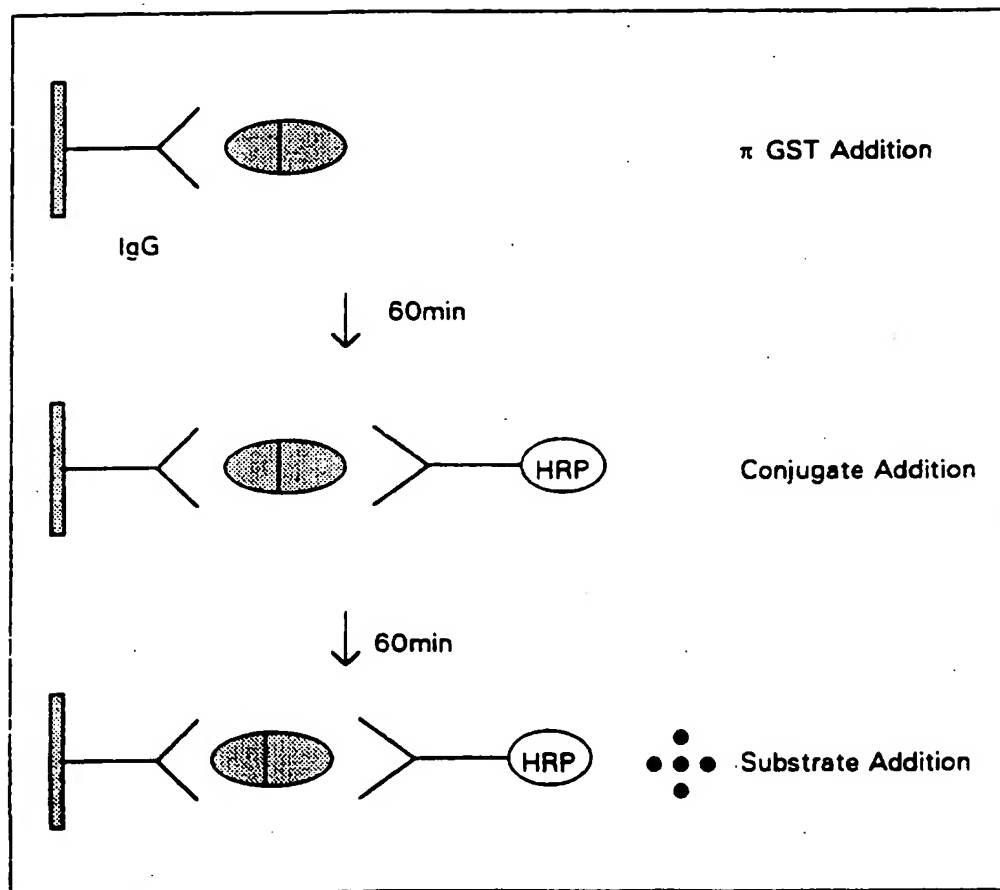 π GST Addition
IgG
60min
HRP
Conjugate Addition
60min
HRP
Substrate Addition